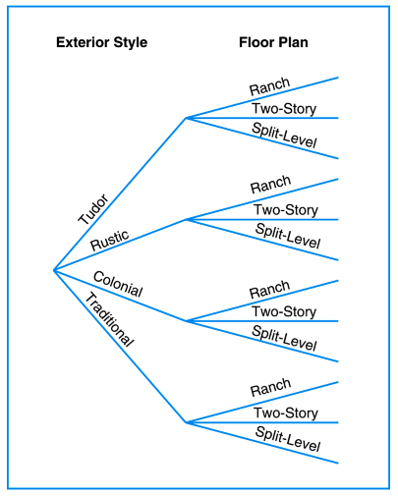 Exterior Style
Floor Plan
Tudor
Ranch
Two-Story
Split-Level
Rustic
Ranch
Two-Story
Split-Level
Colonial
Ranch
Two-Story
Split-Level
Traditional
Ranch
Two-Story
Split-Level